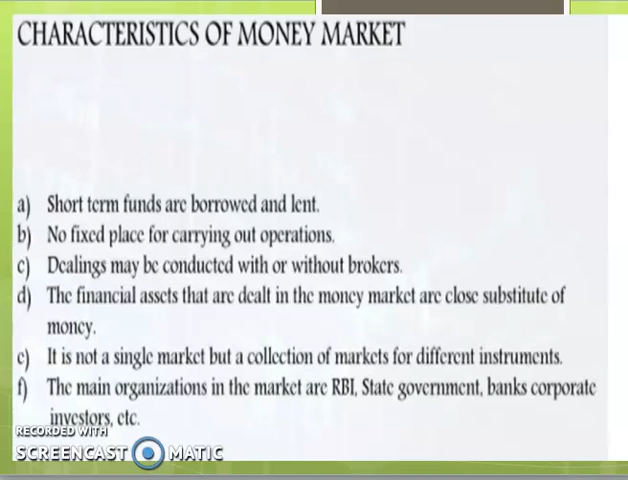 CHARACTERISTICS OF MONEY MARKET
a) Short term funds are borrowed and lent.
b) No fixed place for carrying out operations.
c) Dealings may be conducted with or without brokers.
d) The financial assets that are dealt in the money market are close substitute of
money.
e) It is not a single market but a collection of markets for different instruments.
f) The main organizations in the market are RBI, State government, banks corporate
investors, etc.
RECORDED WITH
SCREENCAST MATIC